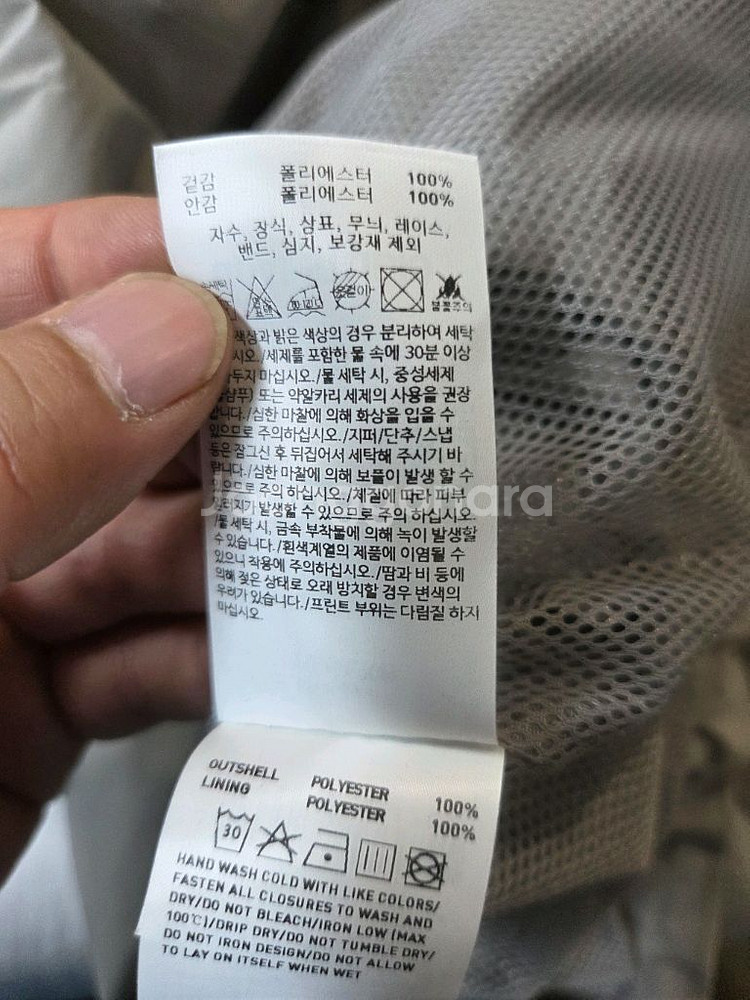 겉감 폴리에스터 100%
안감 폴리에스터 100%
자수, 장식, 상표, 무늬, 레이스,
밴드, 심지, 보강재 제외
옷걸이
불꽃주의
색상과 밝은 색상의 경우 분리하여 세탁
시오./세제를 포함한 물 속에 30분 이상
두지 마십시오./물 세탁 시, 중성세제
샴푸) 또는 약알카리 세제의 사용을 권장
니다./심한 마찰에 의해 화상을 입을 수
있으므로 주의하십시오./지퍼/단추/스냅
등은 잠그신 후 뒤집어서 세탁해 주시기 바
랍니다./심한 마찰에 의해 보풀이 발생 할 수
있으므로 주의 하십시오./체질에 따라 피부
발생할 수 있으므로 주의 하십시오.
/물 세탁 시, 금속 부착물에 의해 녹이 발생할
수 있습니다./흰색계열의 제품에 이염될 수
있으니 착용에 주의하십시오./땀과 비 등에
의해 젖은 상태로 오래 방치할 경우 변색의
우려가 있습니다./프린트 부위는 다림질 하지
마십시오.
OUTSHELL POLYESTER 100%
LINING POLYESTER 100%
30
HAND WASH COLD WITH LIKE COLORS/
FASTEN ALL CLOSURES TO WASH AND
DRY/DO NOT BLEACH/IRON LOW (MAX
100℃)/DRIP DRY/DO NOT TUMBLE DRY/
DO NOT IRON DESIGN/DO NOT ALLOW
TO LAY ON ITSELF WHEN WET